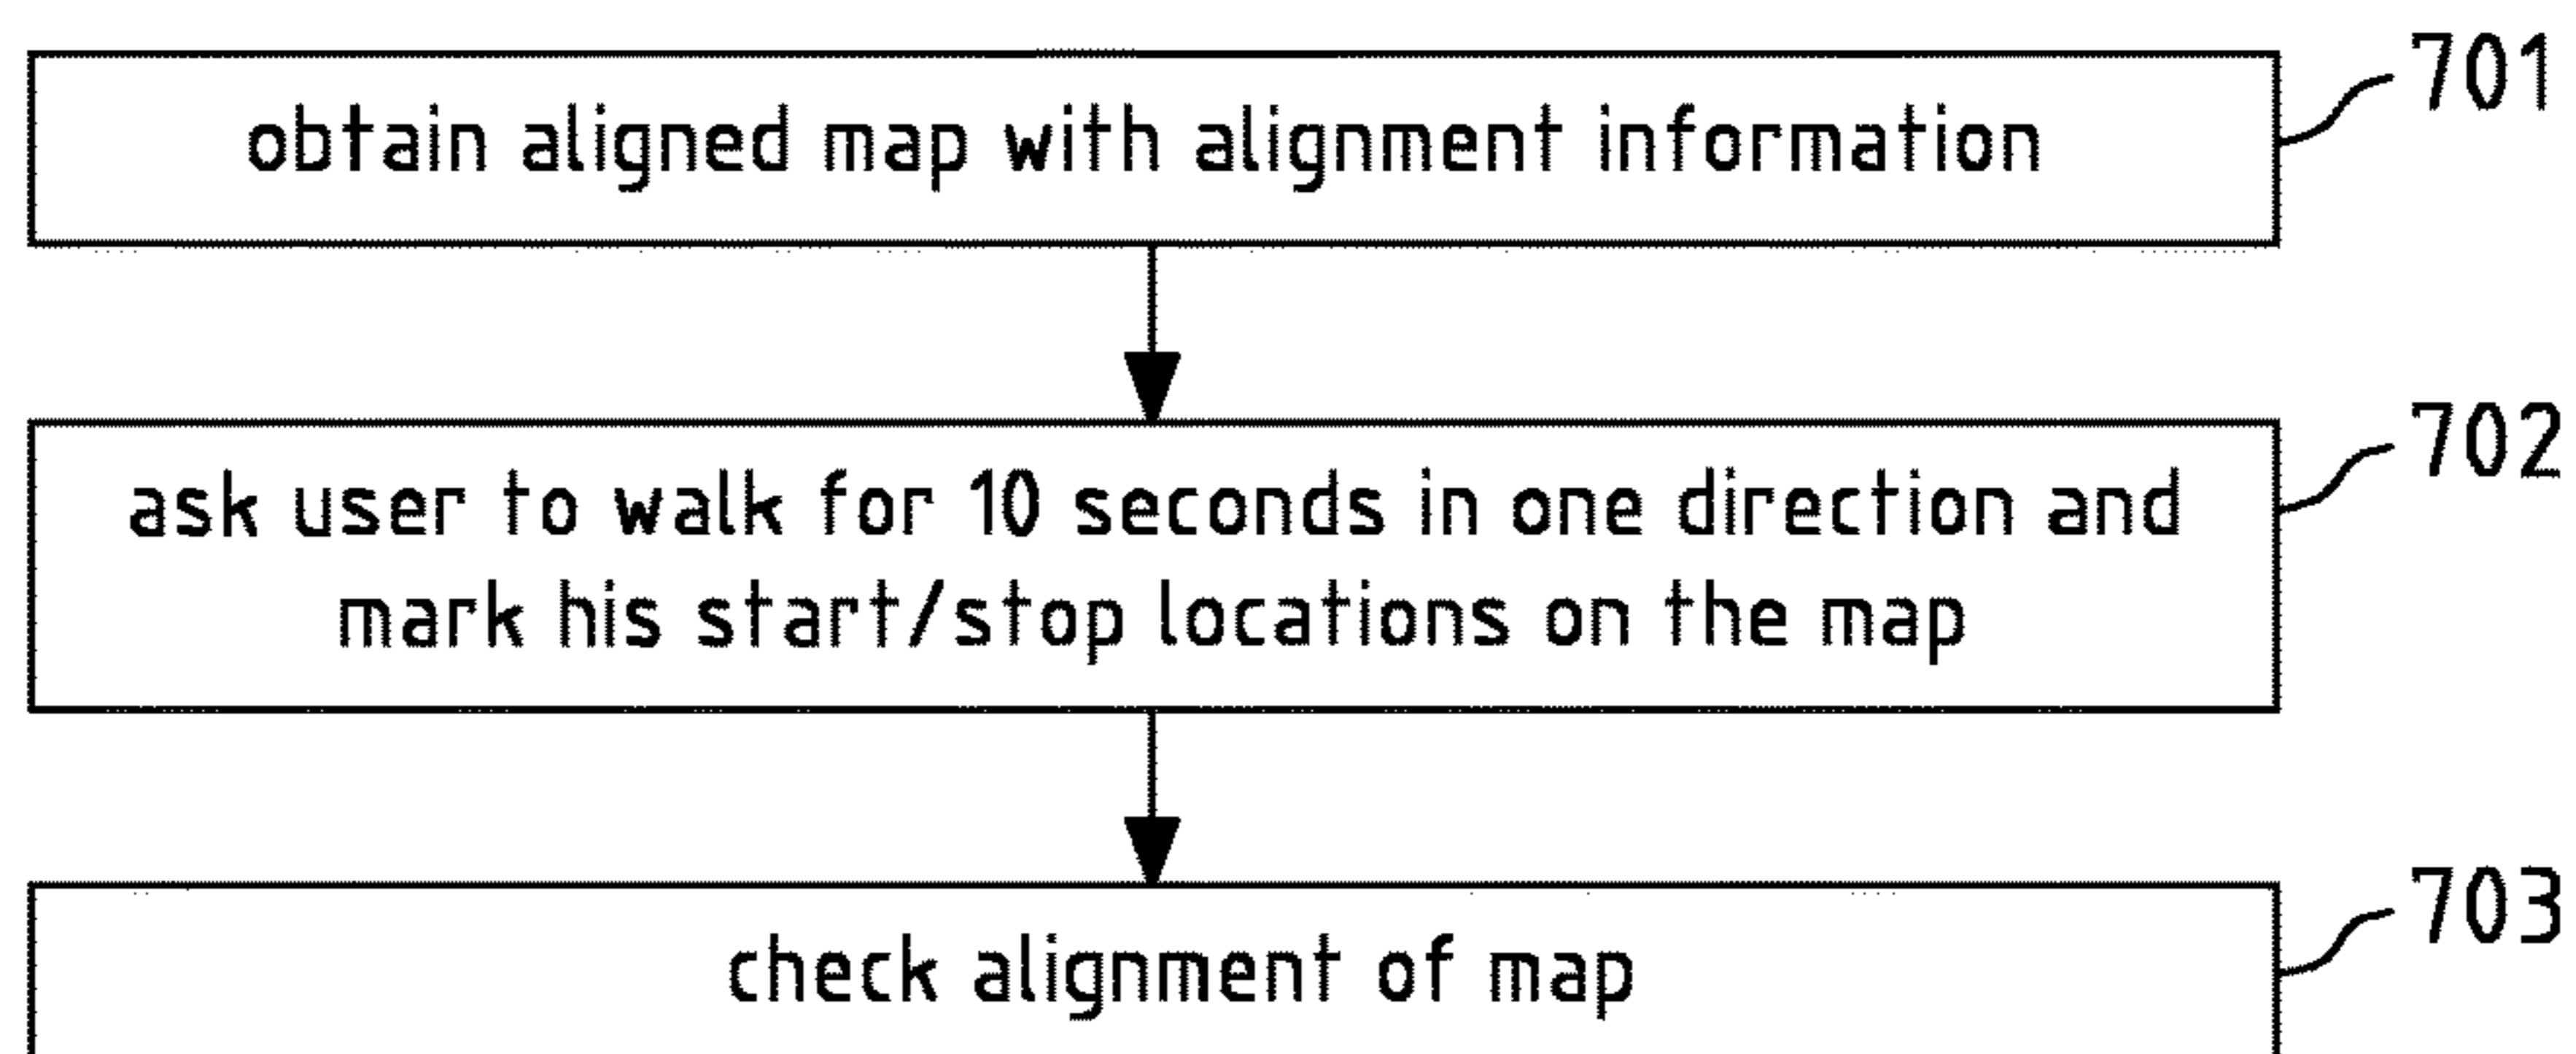 701
obtain aligned map with alignment information
702
ask user to walk for 10 seconds in one direction and
mark his start/stop locations on the map
703
check alignment of map